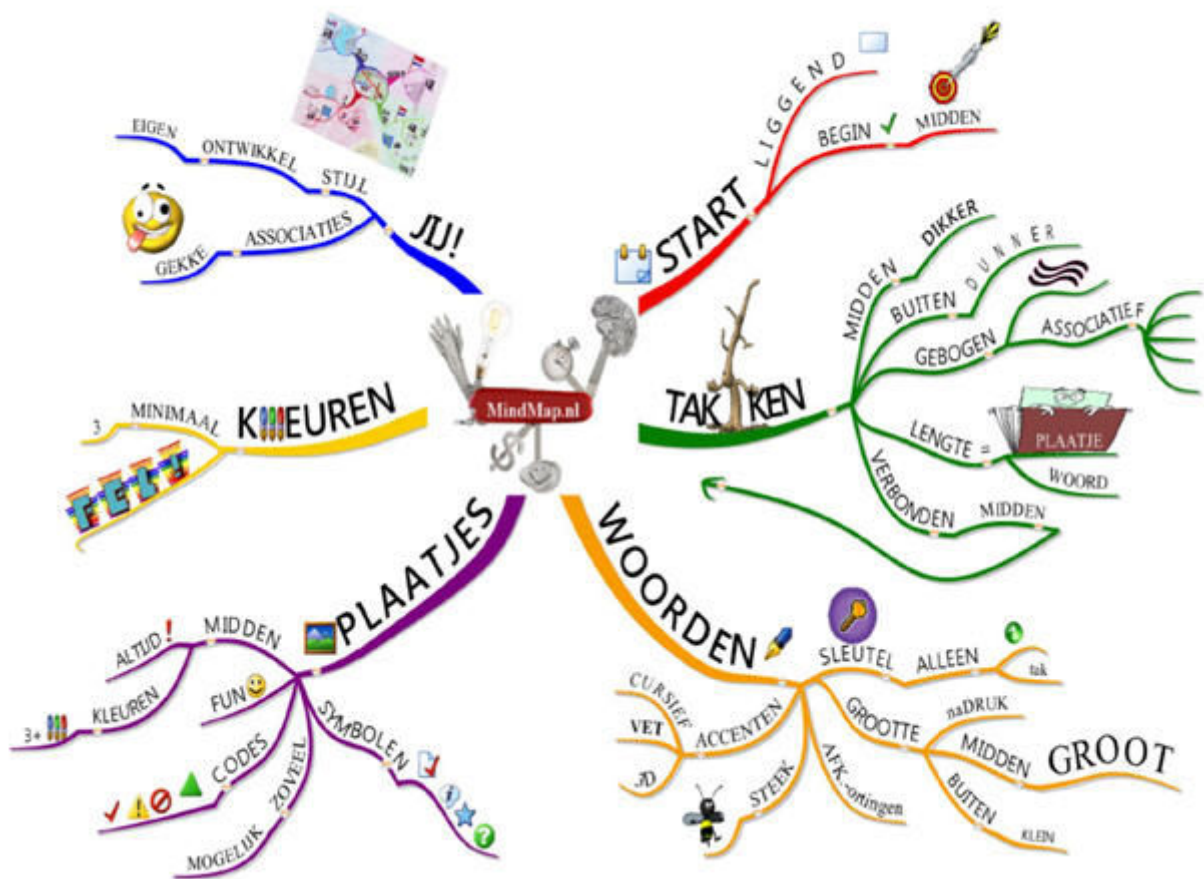 MindMap.nl
START
LIGGEND
BEGIN
MIDDEN
TAKKEN
MIDDEN
DIKKER
BUITEN
DUNNER
GEBOGEN
ASSOCIATIEF
LENGTE =
PLAATJE
WOORD
VERBONDEN
MIDDEN
WOORDEN
SLEUTEL
ALLEEN
tak
GROOTTE
naDRUK
MIDDEN
GROOT
BUITEN
KLEIN
AFK.ortingen
STEEK
ACCENTEN
CURSIEF
VET
3D
PLAATJES
MIDDEN
ALTIJD!
KLEUREN
3+
FUN
CODES
ZOVEEL
MOGELIJK
SYMBOLEN
KLEUREN
MINIMAAL
3
FEL!
JIJ!
STIJL
ONTWIKKEL
EIGEN
ASSOCIATIES
GEKKE